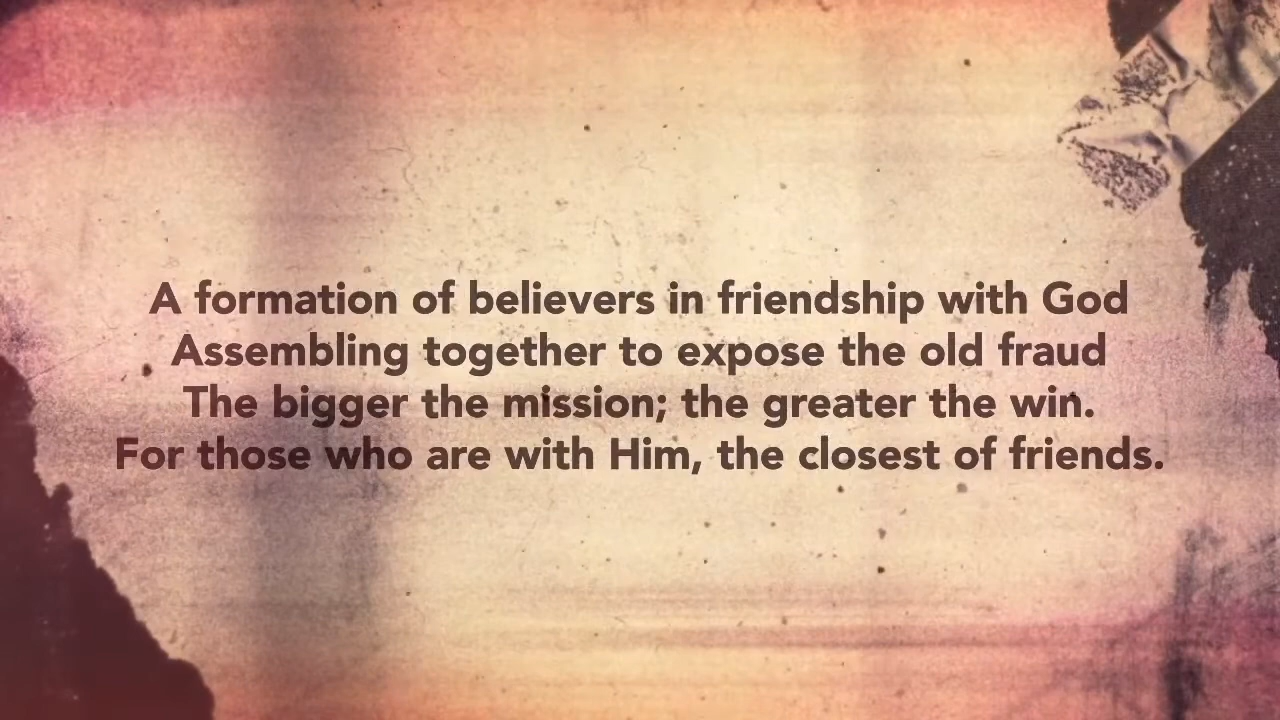 A formation of believers in friendship with God
Assembling together to expose the old fraud
The bigger the mission; the greater the win.
For those who are with Him, the closest of friends.